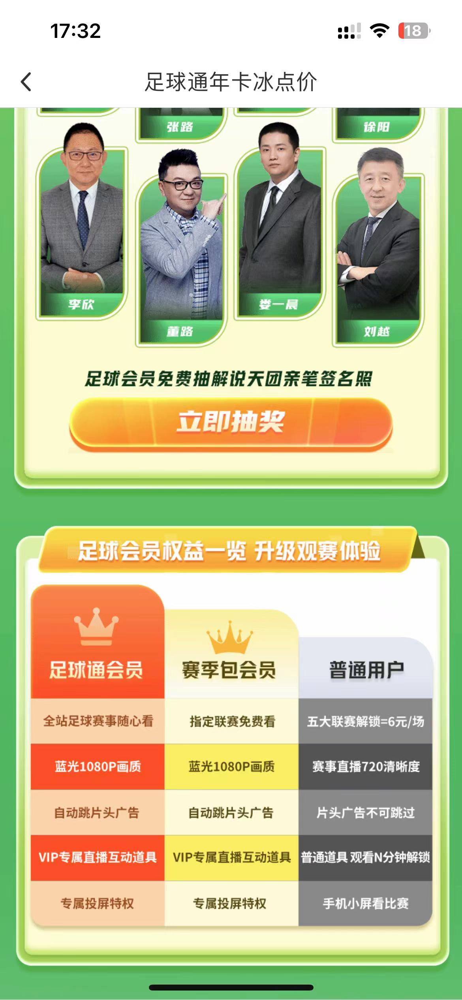 17:32
18
足球通年卡冰点价
张路
徐阳
李欣
董路
娄一晨
刘越
足球会员免费抽解说天团亲笔签名照
立即抽奖
足球会员权益一览 升级观赛体验
足球通会员
赛季包会员
普通用户
全站足球赛事随心看
指定联赛免费看
五大联赛解锁=6元/场
蓝光1080P画质
蓝光1080P画质
赛事直播720清晰度
自动跳片头广告
自动跳片头广告
片头广告不可跳过
VIP专属直播互动道具
VIP专属直播互动道具
普通道具 观看N分钟解锁
专属投屏特权
专属投屏特权
手机小屏看比赛